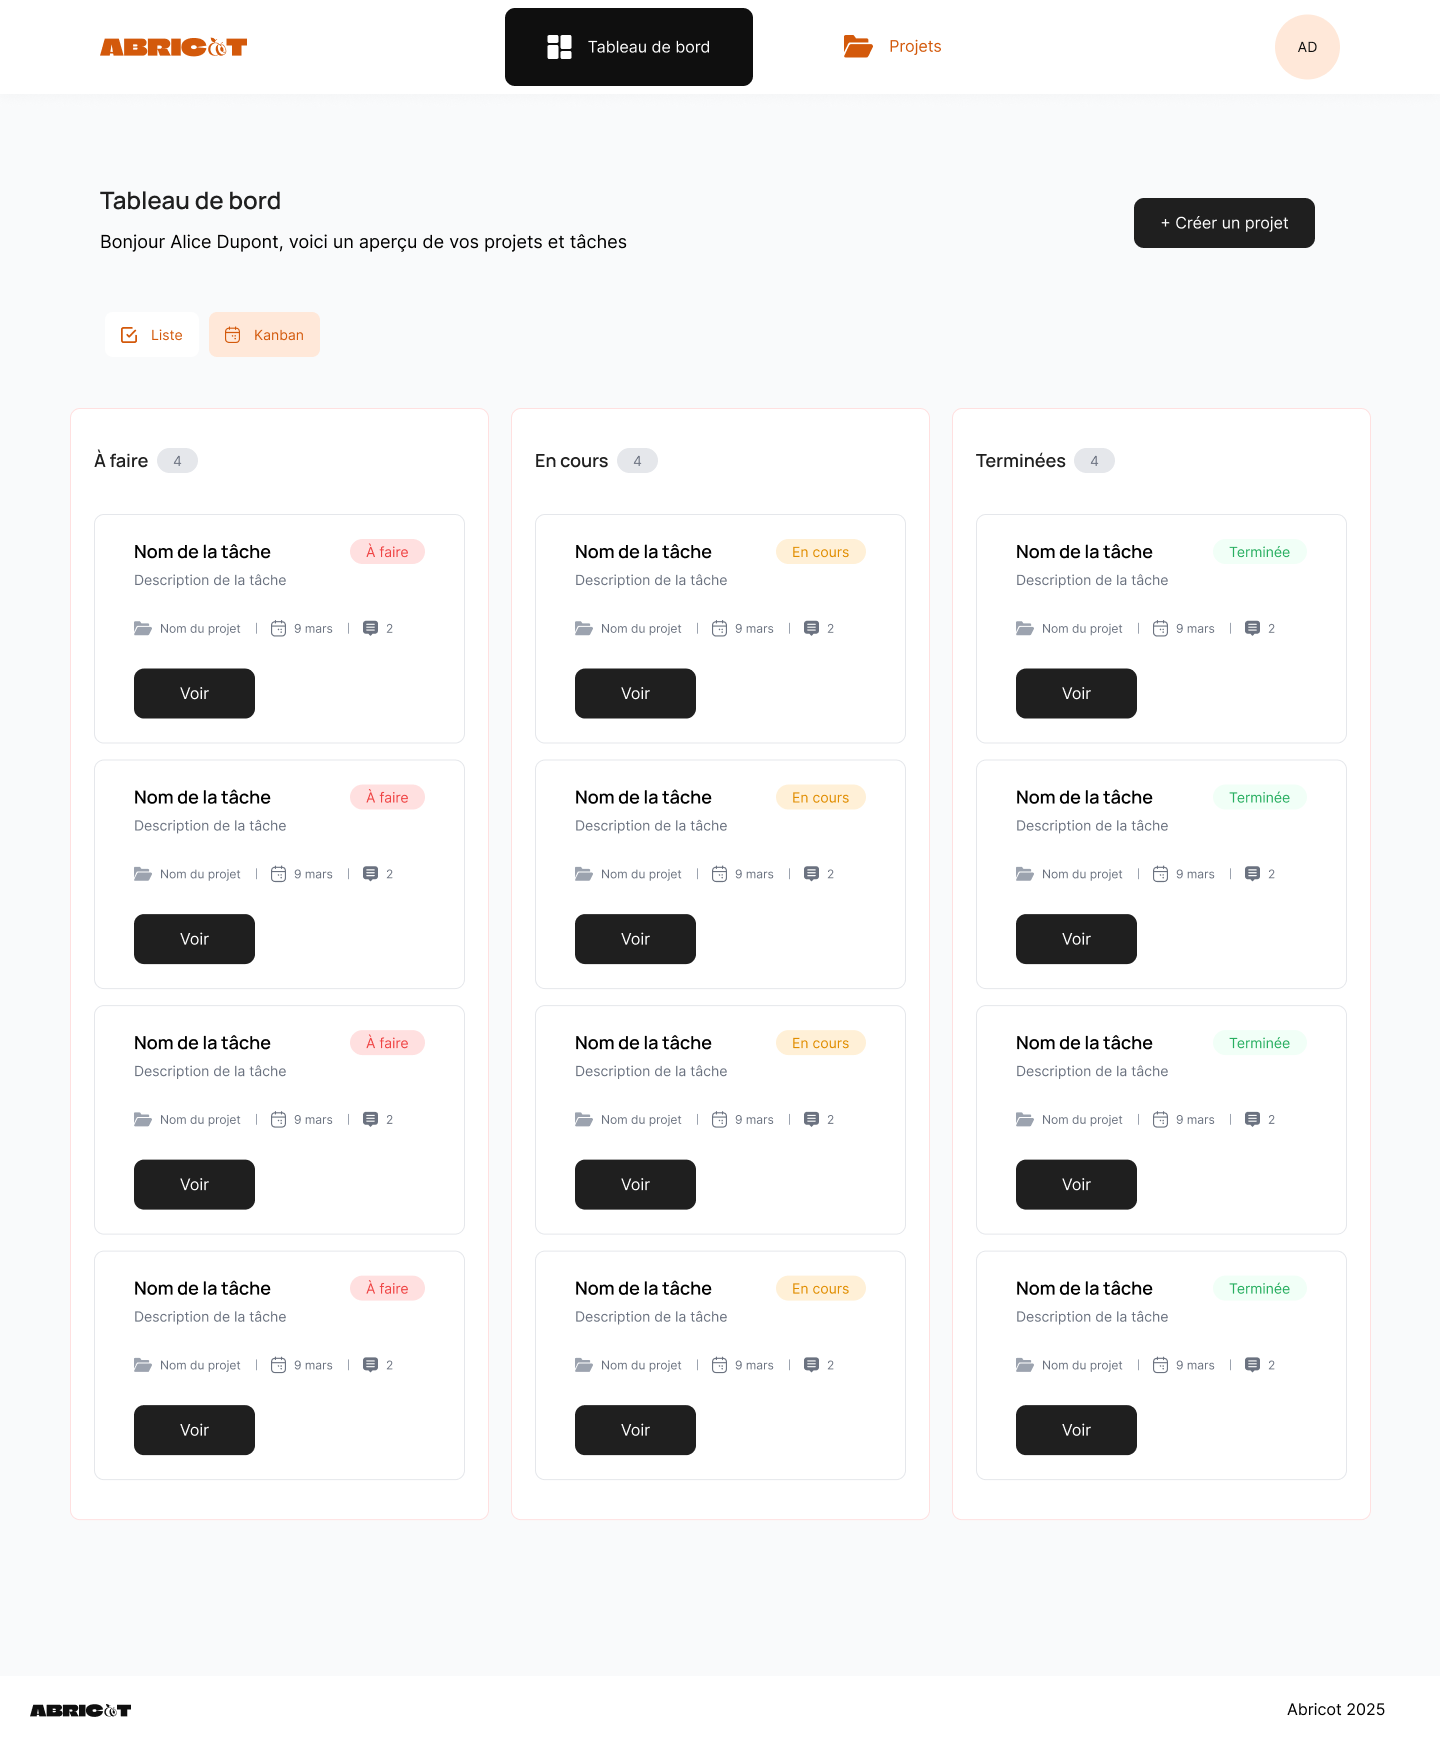 ABRICOT
Tableau de bord
Projets
AD
Tableau de bord
Bonjour Alice Dupont, voici un aperçu de vos projets et tâches
+ Créer un projet
Liste
Kanban
À faire 4
Nom de la tâche À faire
Description de la tâche
Nom du projet | 9 mars | 2
Voir
Nom de la tâche À faire
Description de la tâche
Nom du projet | 9 mars | 2
Voir
Nom de la tâche À faire
Description de la tâche
Nom du projet | 9 mars | 2
Voir
Nom de la tâche À faire
Description de la tâche
Nom du projet | 9 mars | 2
Voir
En cours 4
Nom de la tâche En cours
Description de la tâche
Nom du projet | 9 mars | 2
Voir
Nom de la tâche En cours
Description de la tâche
Nom du projet | 9 mars | 2
Voir
Nom de la tâche En cours
Description de la tâche
Nom du projet | 9 mars | 2
Voir
Nom de la tâche En cours
Description de la tâche
Nom du projet | 9 mars | 2
Voir
Terminées 4
Nom de la tâche Terminée
Description de la tâche
Nom du projet | 9 mars | 2
Voir
Nom de la tâche Terminée
Description de la tâche
Nom du projet | 9 mars | 2
Voir
Nom de la tâche Terminée
Description de la tâche
Nom du projet | 9 mars | 2
Voir
Nom de la tâche Terminée
Description de la tâche
Nom du projet | 9 mars | 2
Voir
ABRICOT
Abricot 2025